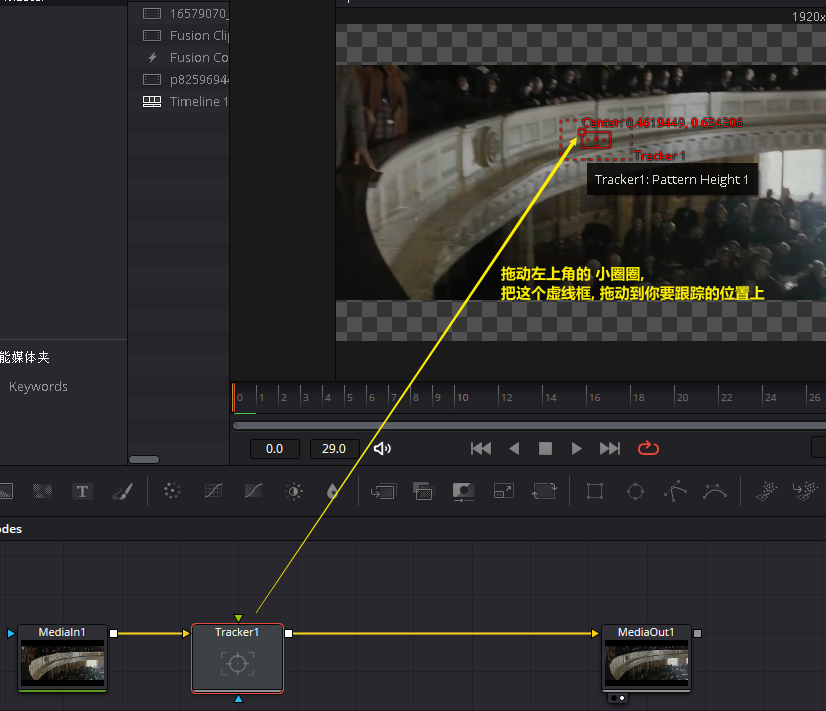 16579070_
1920x
Fusion Cli
Fusion Co
p8259694
Timeline 1
Center: 0.4619449, 0.634306
Tracker 1
Tracker1: Pattern Height 1
拖动左上角的 小圈圈,
把这个虚线框, 拖动到你要跟踪的位置上
能媒体夹
Keywords
0 1 2 3 4 5 6 7 8 9 10 12 14 16 18 20 22 24 26
0.0 29.0
T
odes
MediaIn1 Tracker1 MediaOut1